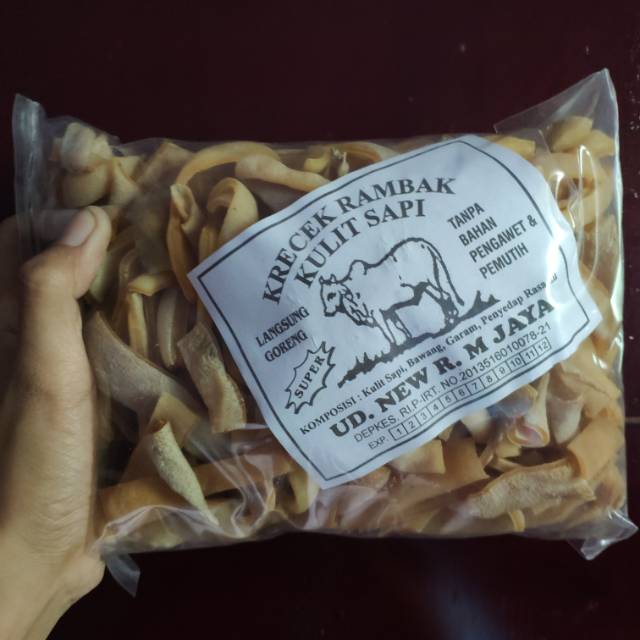 KRECEK RAMBAK
KULIT SAPI
TANPA
BAHAN
PENGAWET &
PEMUTIH
LANGSUNG
GORENG
SUPER
KOMPOSISI : Kulit Sapi, Bawang, Garam, Penyedap Rasa
UD. NEW R. M JAYA
DEPKES. RI.P-IRT. NO.2013516010078-21
EXP. 1 2 3 4 5 6 7 8 9 10 11 12